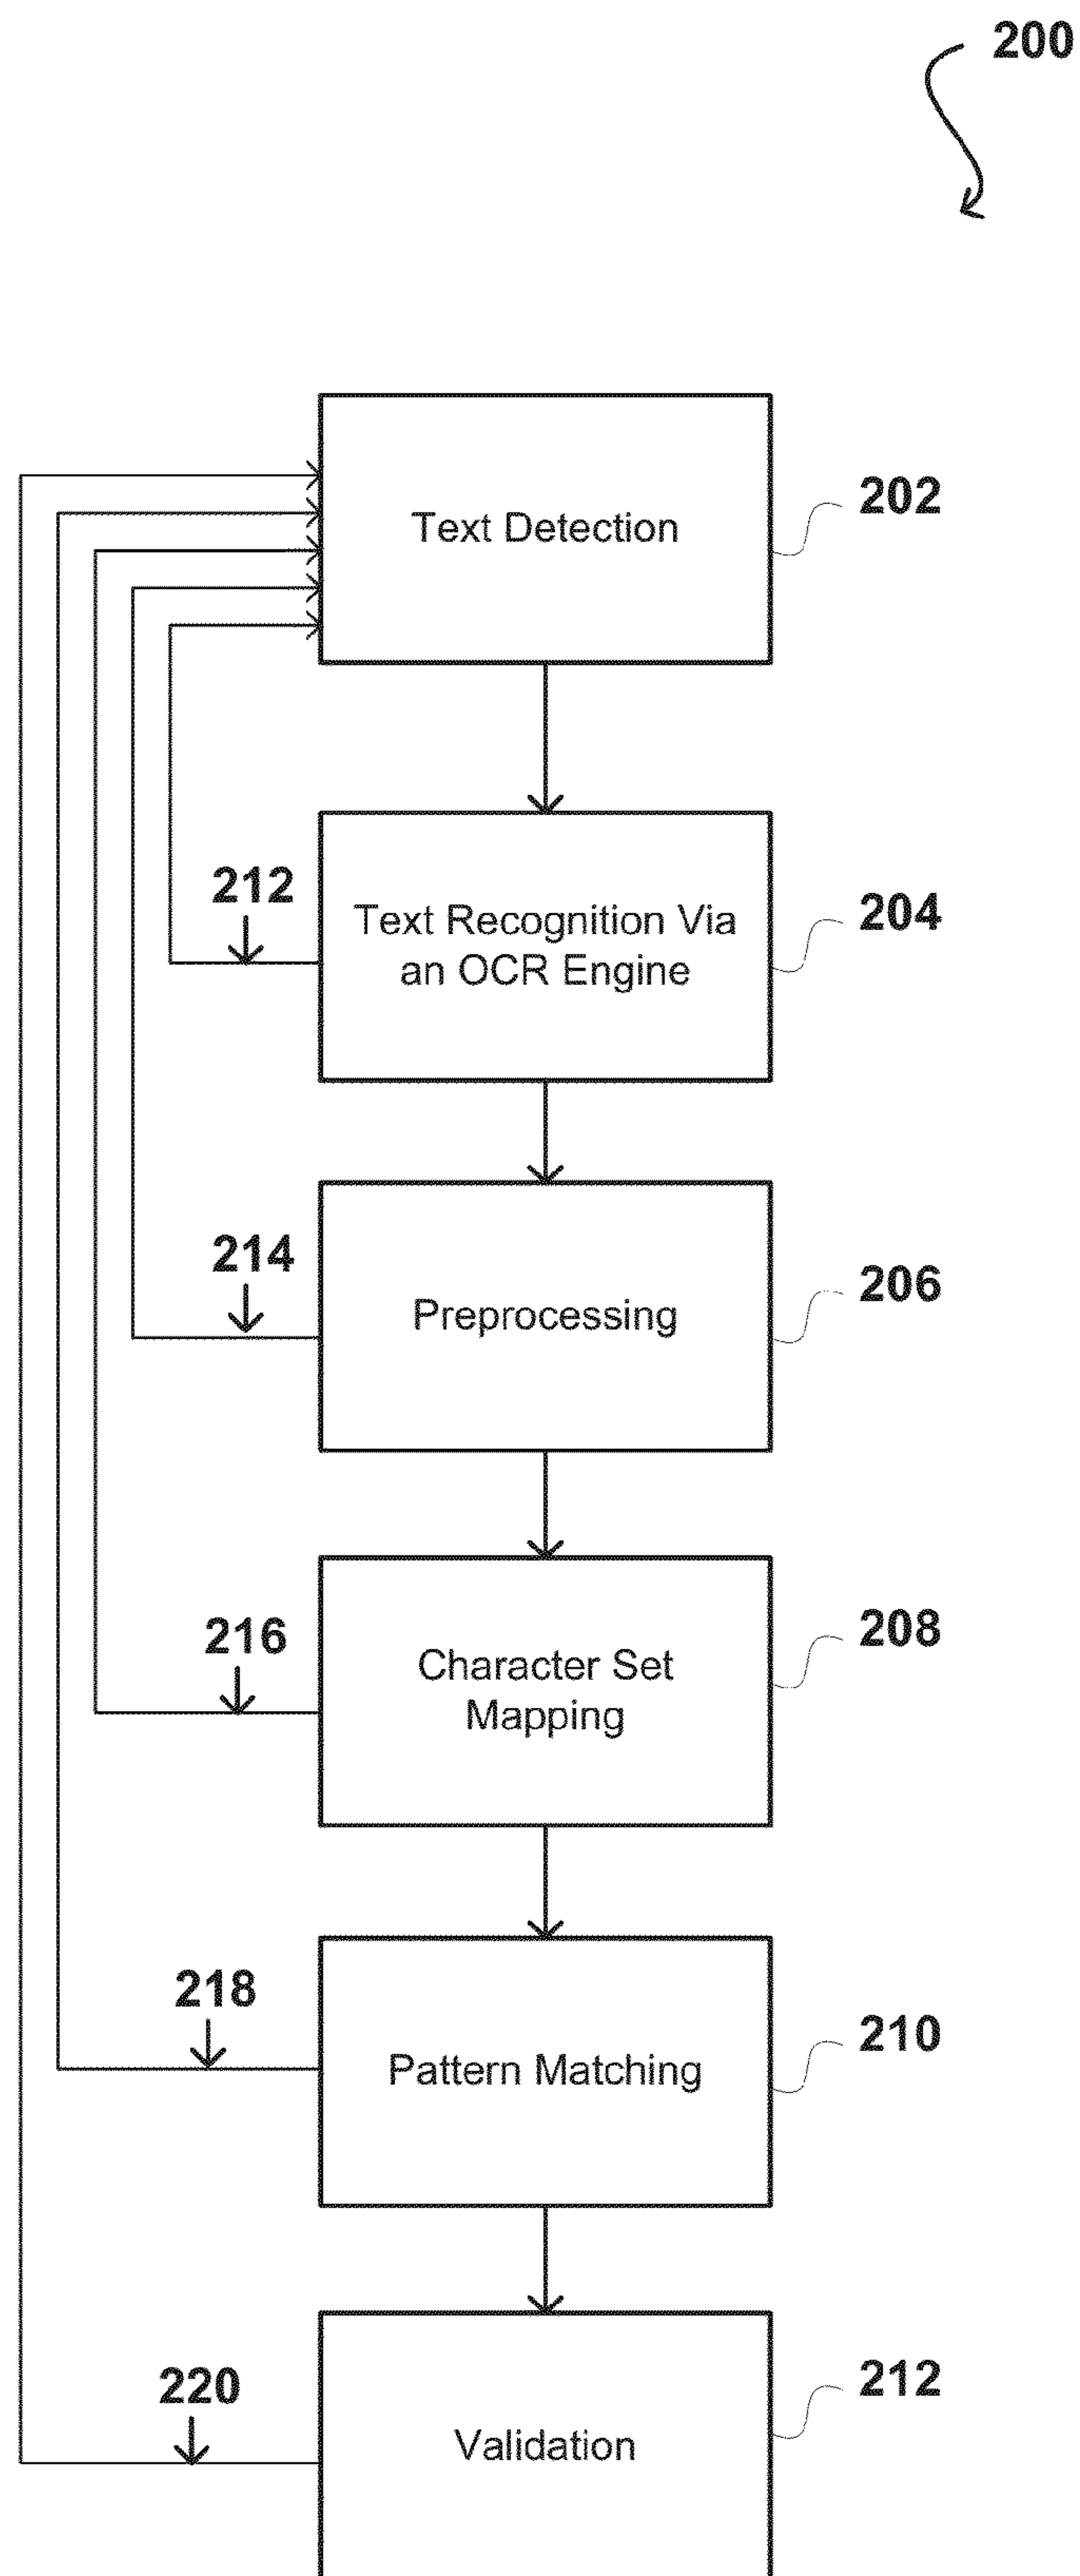 200
Text Detection
202
212
Text Recognition Via
an OCR Engine
204
214
Preprocessing
206
216
Character Set
Mapping
208
218
Pattern Matching
210
220
Validation
212